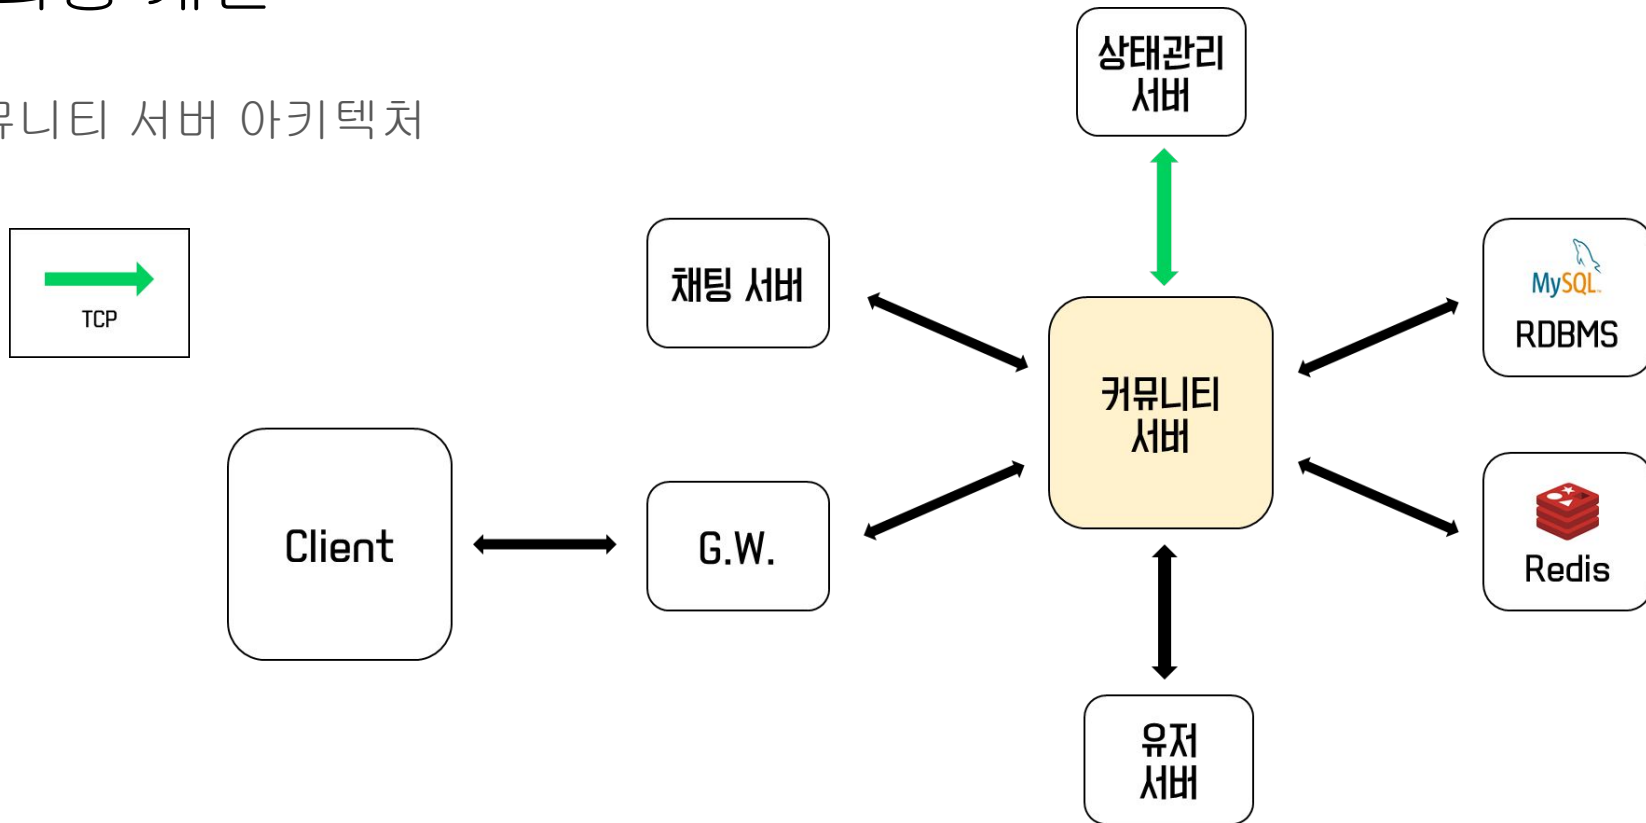 뮤니티 서버 아키텍처
TCP
상태관리
서버
채팅 서버
커뮤니티
서버
MySQL
RDBMS
Client
G.W.
Redis
유저
서버